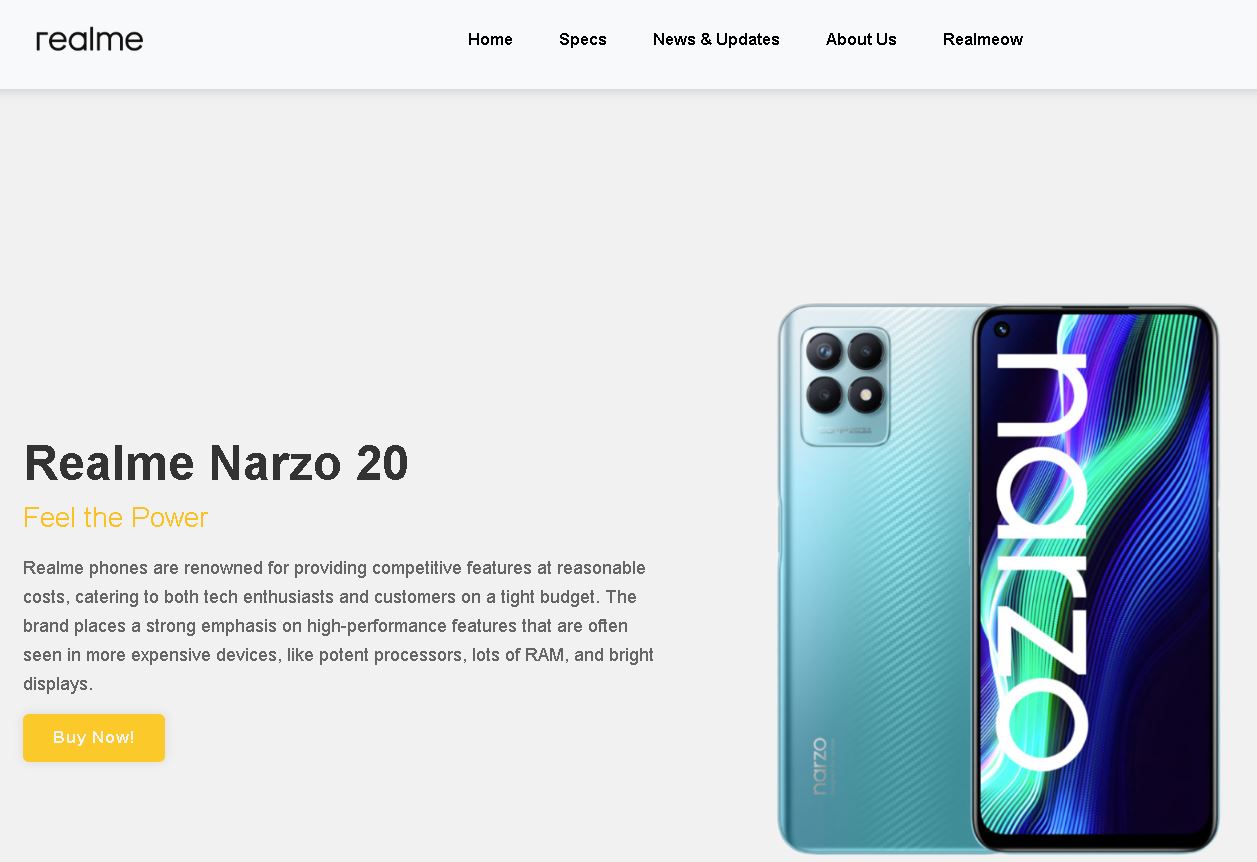 realme
Home
Specs
News & Updates
About Us
Realmeow
Realme Narzo 20
Feel the Power
Realme phones are renowned for providing competitive features at reasonable
costs, catering to both tech enthusiasts and customers on a tight budget. The
brand places a strong emphasis on high-performance features that are often
seen in more expensive devices, like potent processors, lots of RAM, and bright
displays.
Buy Now!
narzo
narzo